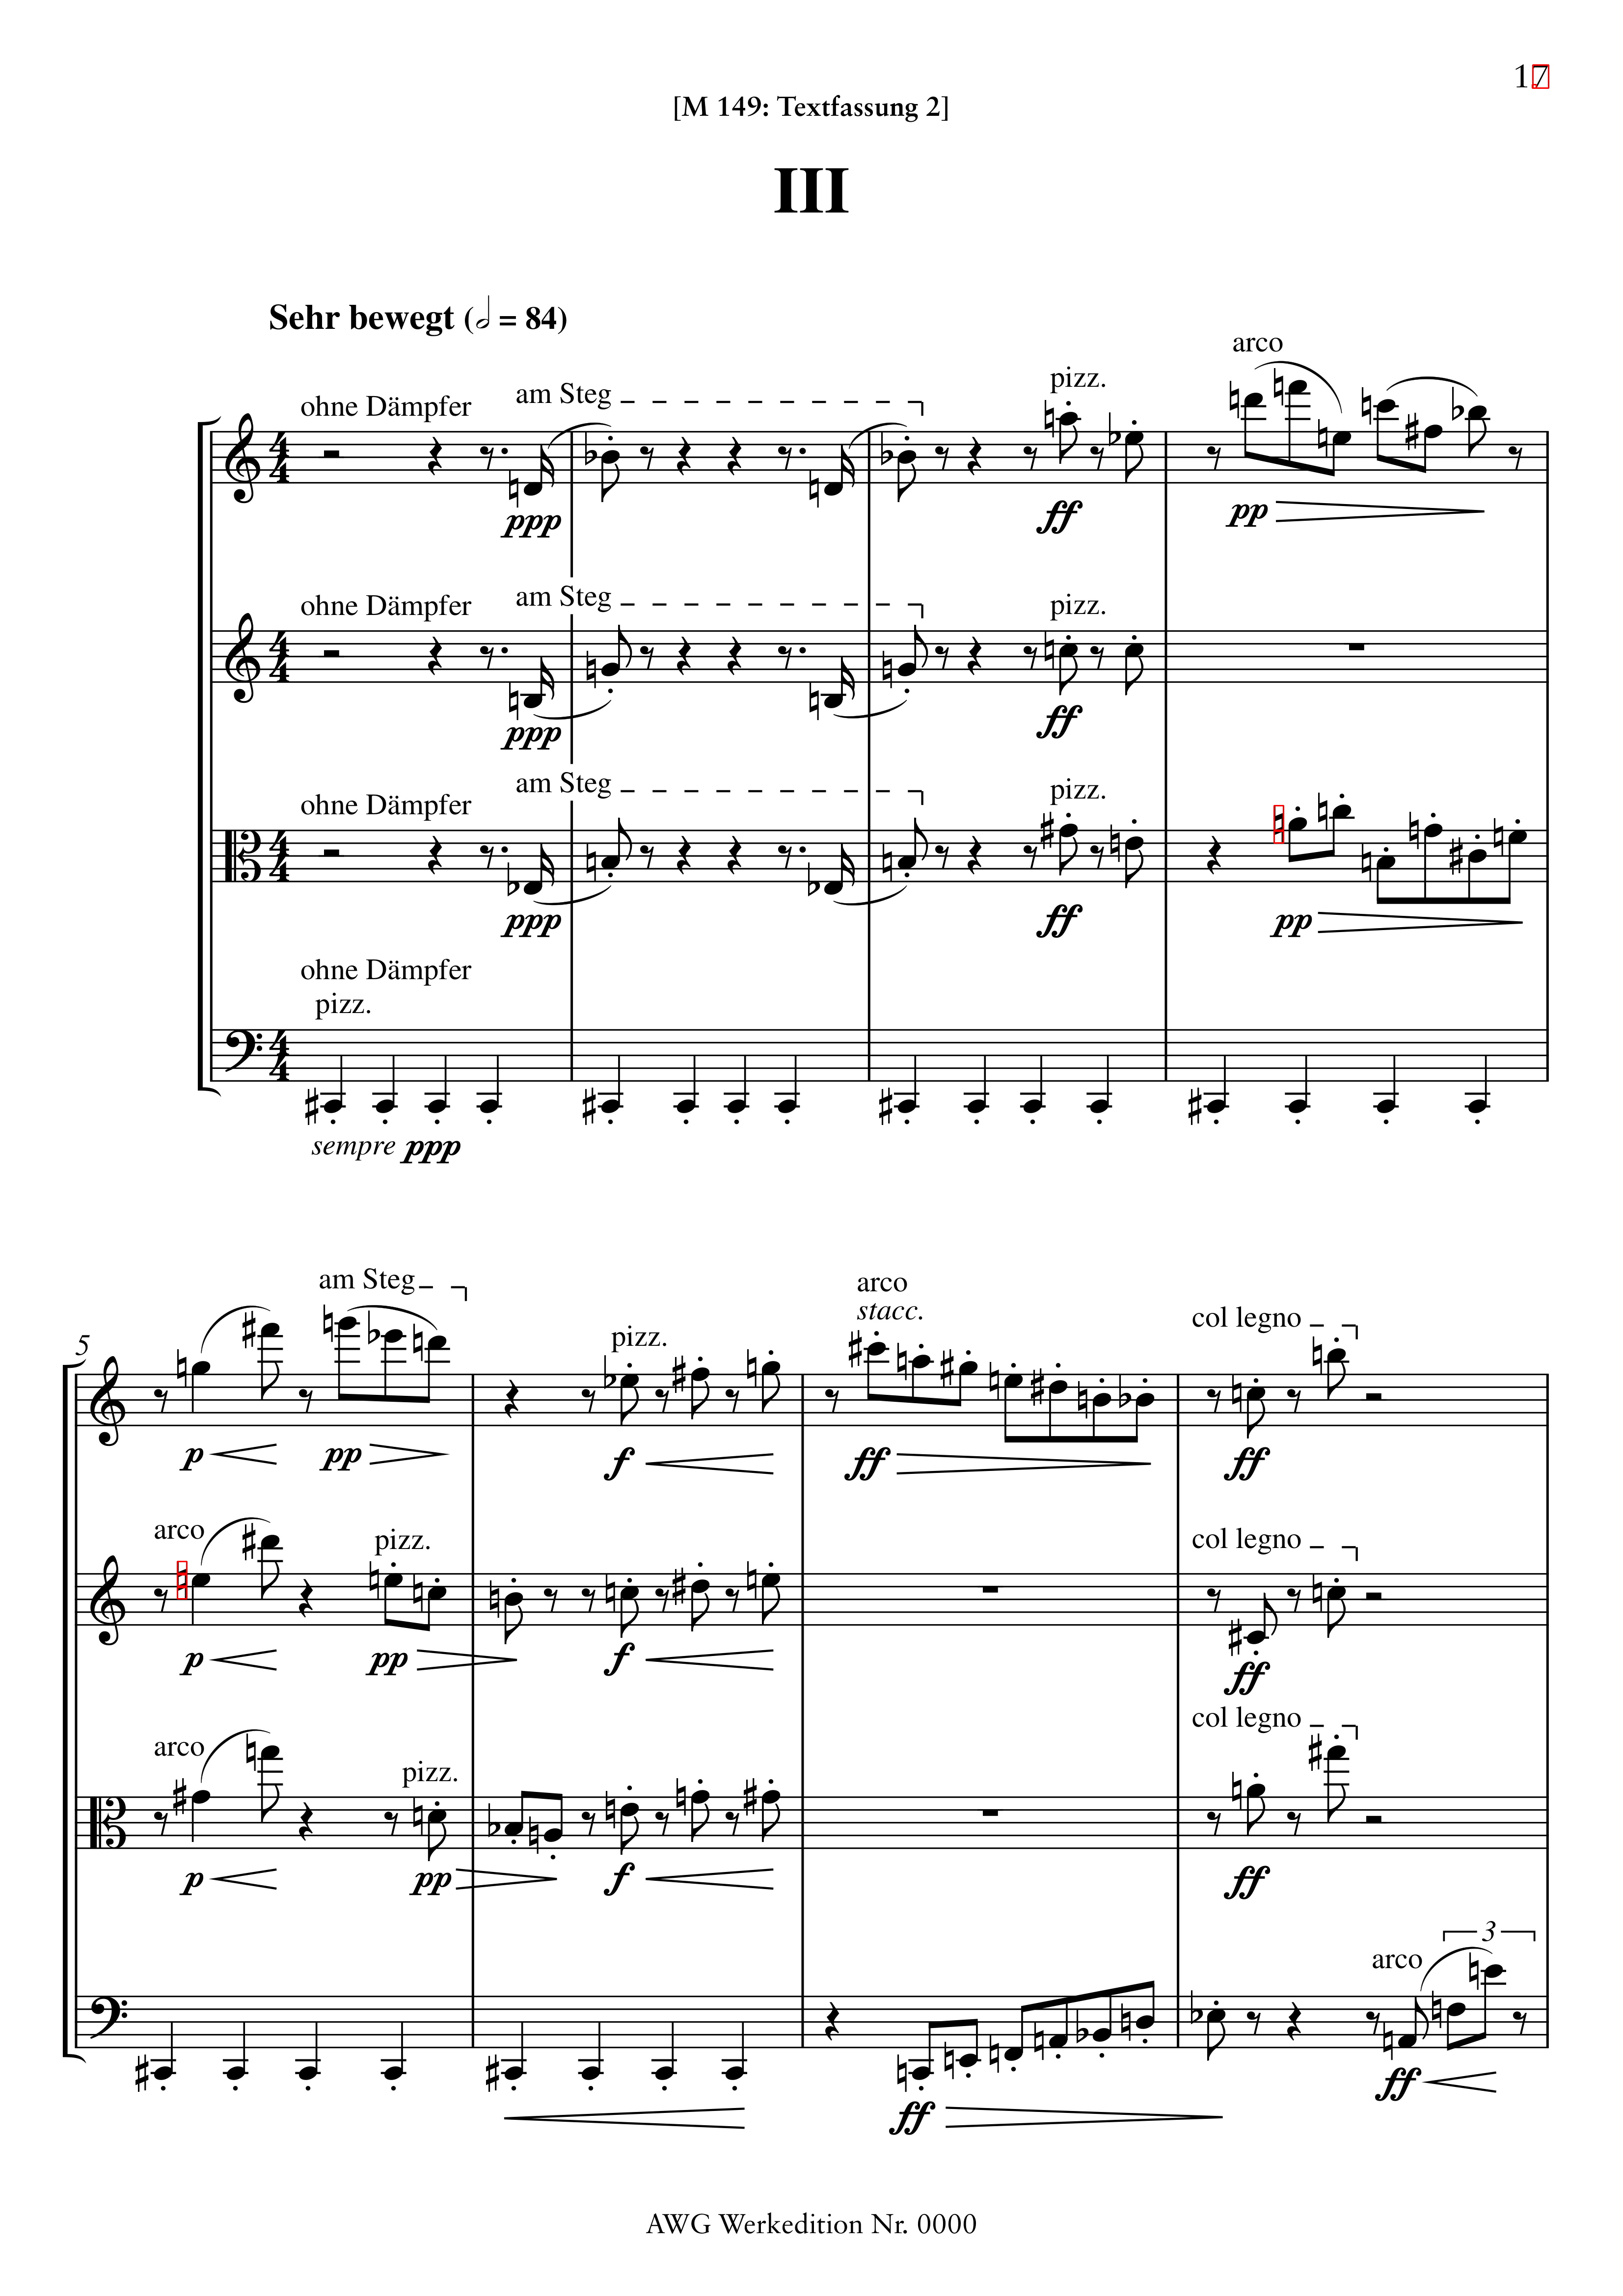 17
[M 149: Textfassung 2]
III
Sehr bewegt (𝅗𝅥 = 84)
arco
pizz.
ohne Dämpfer am Steg
ppp ff pp
ohne Dämpfer am Steg pizz.
ppp ff
ohne Dämpfer am Steg pizz.
ppp ff pp
ohne Dämpfer
pizz.
sempre ppp
5 am Steg pizz. arco col legno
stacc.
p pp f ff ff
arco pizz. col legno
p pp f ff
arco pizz. col legno
p pp f ff
arco 3
ff ff
AWG Werkedition Nr. 0000